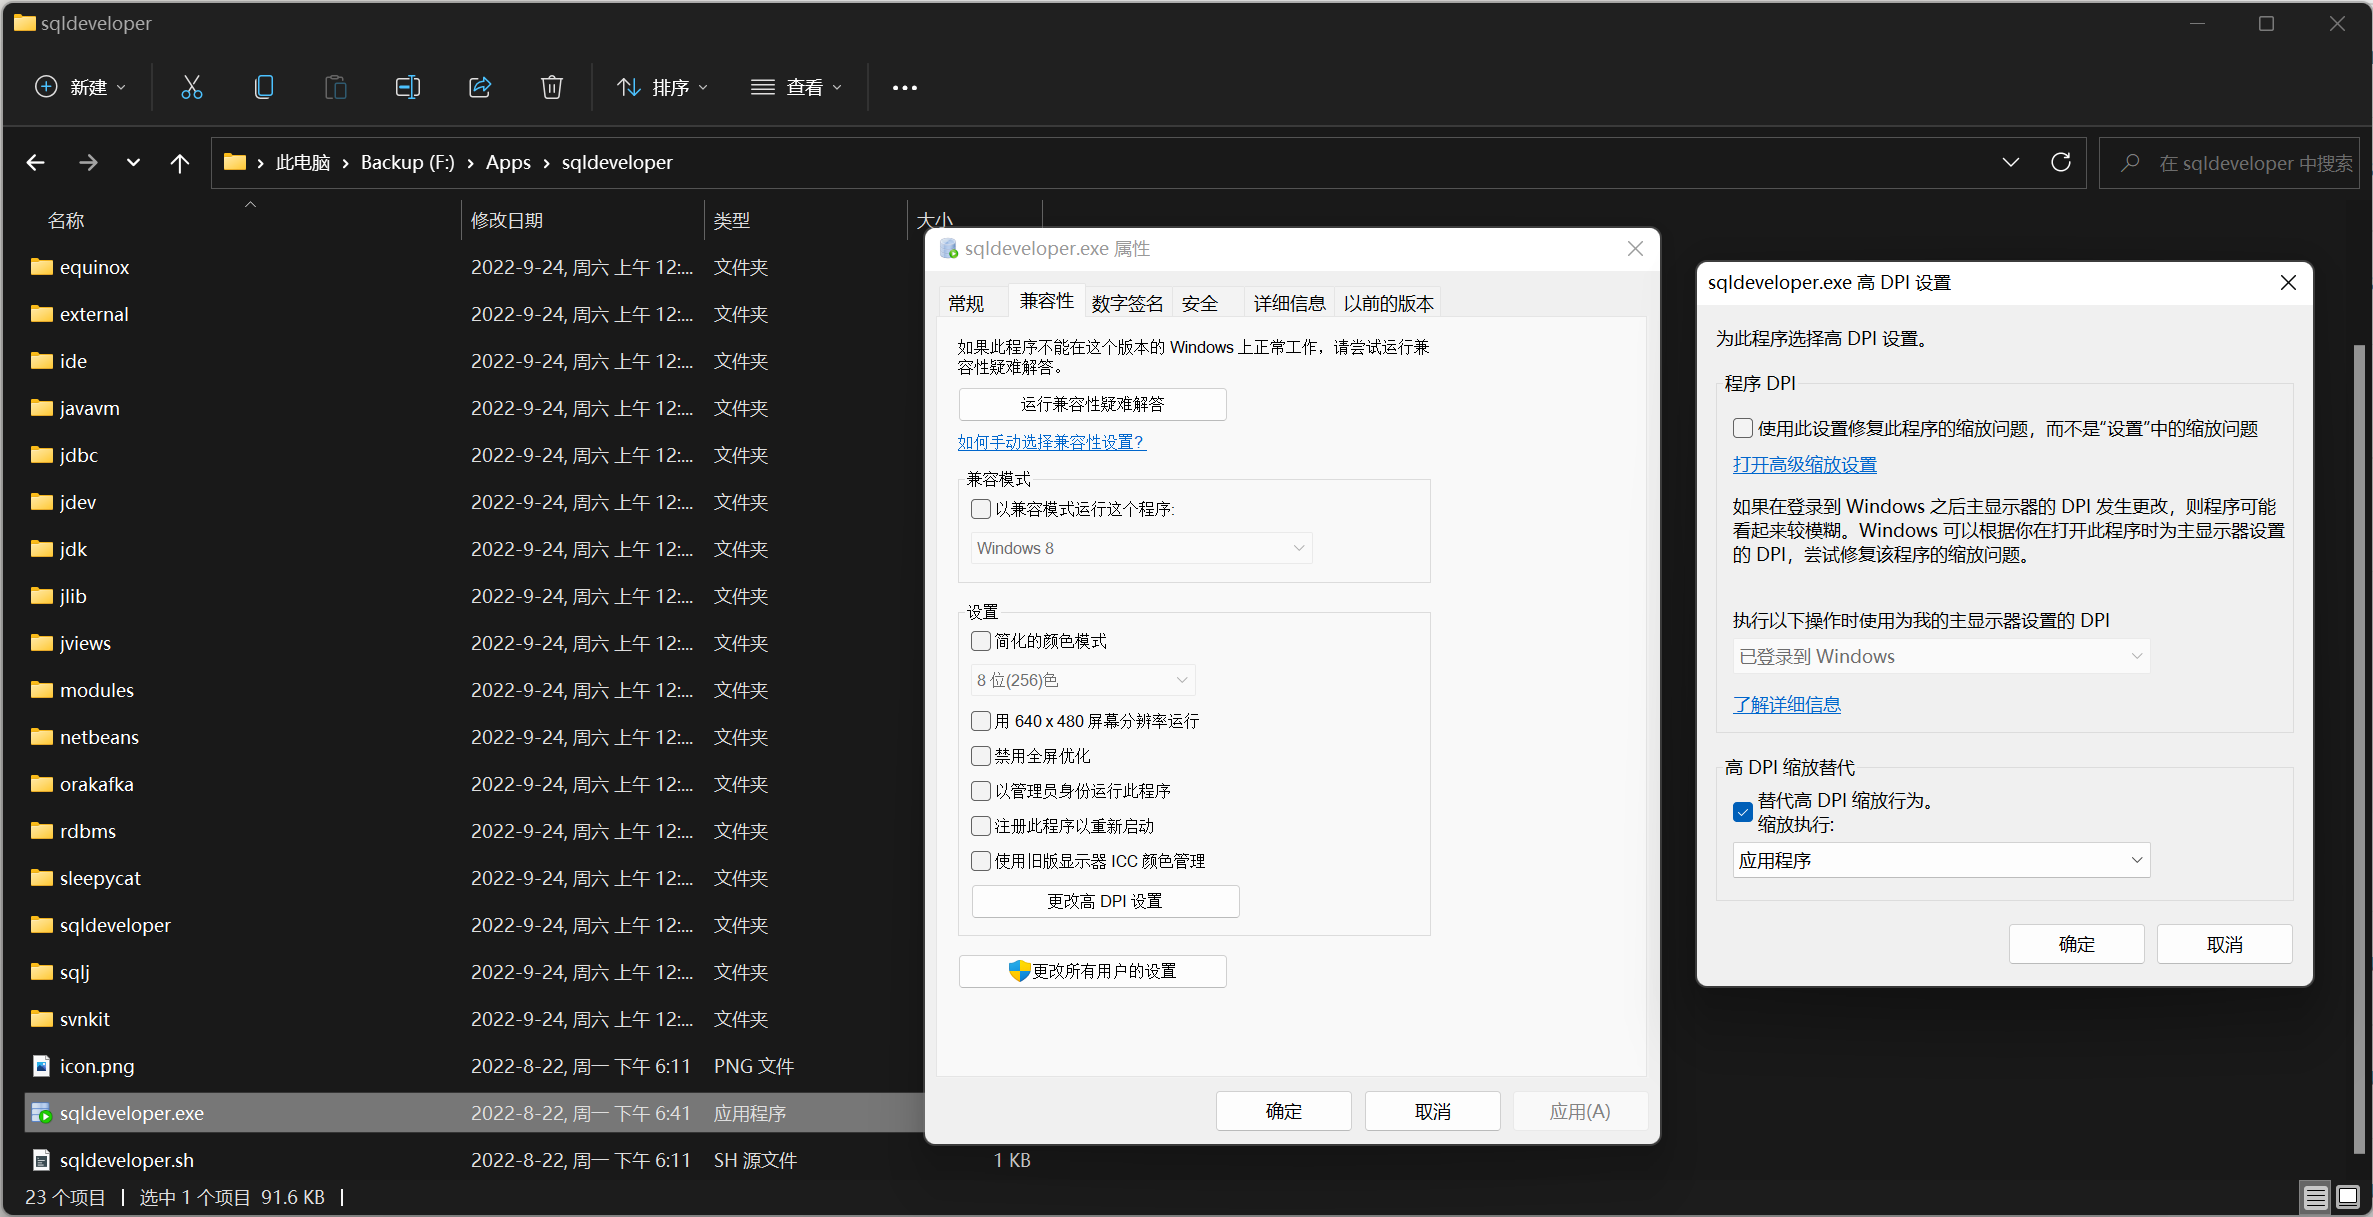 sqldeveloper
新建
排序
查看
此电脑
Backup (F:)
Apps
sqldeveloper
在 sqldeveloper 中搜索
名称 修改日期 类型 大小
equinox 2022-9-24, 周六 上午 12:... 文件夹
external 2022-9-24, 周六 上午 12:... 文件夹
ide 2022-9-24, 周六 上午 12:... 文件夹
javavm 2022-9-24, 周六 上午 12:... 文件夹
jdbc 2022-9-24, 周六 上午 12:... 文件夹
jdev 2022-9-24, 周六 上午 12:... 文件夹
jdk 2022-9-24, 周六 上午 12:... 文件夹
jlib 2022-9-24, 周六 上午 12:... 文件夹
jviews 2022-9-24, 周六 上午 12:... 文件夹
modules 2022-9-24, 周六 上午 12:... 文件夹
netbeans 2022-9-24, 周六 上午 12:... 文件夹
orakafka 2022-9-24, 周六 上午 12:... 文件夹
rdbms 2022-9-24, 周六 上午 12:... 文件夹
sleepycat 2022-9-24, 周六 上午 12:... 文件夹
sqldeveloper 2022-9-24, 周六 上午 12:... 文件夹
sqlj 2022-9-24, 周六 上午 12:... 文件夹
svnkit 2022-9-24, 周六 上午 12:... 文件夹
icon.png 2022-8-22, 周一 下午 6:11 PNG 文件
sqldeveloper.exe 2022-8-22, 周一 下午 6:41 应用程序
sqldeveloper.sh 2022-8-22, 周一 下午 6:11 SH 源文件 1 KB
23 个项目 选中 1 个项目 91.6 KB
sqldeveloper.exe 属性
常规 兼容性 数字签名 安全 详细信息 以前的版本
如果此程序不能在这个版本的 Windows 上正常工作，请尝试运行兼
容性疑难解答。
运行兼容性疑难解答
如何手动选择兼容性设置?
兼容模式
以兼容模式运行这个程序:
Windows 8
设置
简化的颜色模式
8 位(256)色
用 640 x 480 屏幕分辨率运行
禁用全屏优化
以管理员身份运行此程序
注册此程序以重新启动
使用旧版显示器 ICC 颜色管理
更改高 DPI 设置
更改所有用户的设置
确定 取消 应用(A)
sqldeveloper.exe 高 DPI 设置
为此程序选择高 DPI 设置。
程序 DPI
使用此设置修复此程序的缩放问题，而不是“设置”中的缩放问题
打开高级缩放设置
如果在登录到 Windows 之后主显示器的 DPI 发生更改，则程序可能
看起来较模糊。Windows 可以根据你在打开此程序时为主显示器设置
的 DPI，尝试修复该程序的缩放问题。
执行以下操作时使用为我的主显示器设置的 DPI
已登录到 Windows
了解详细信息
高 DPI 缩放替代
替代高 DPI 缩放行为。
缩放执行:
应用程序
确定 取消